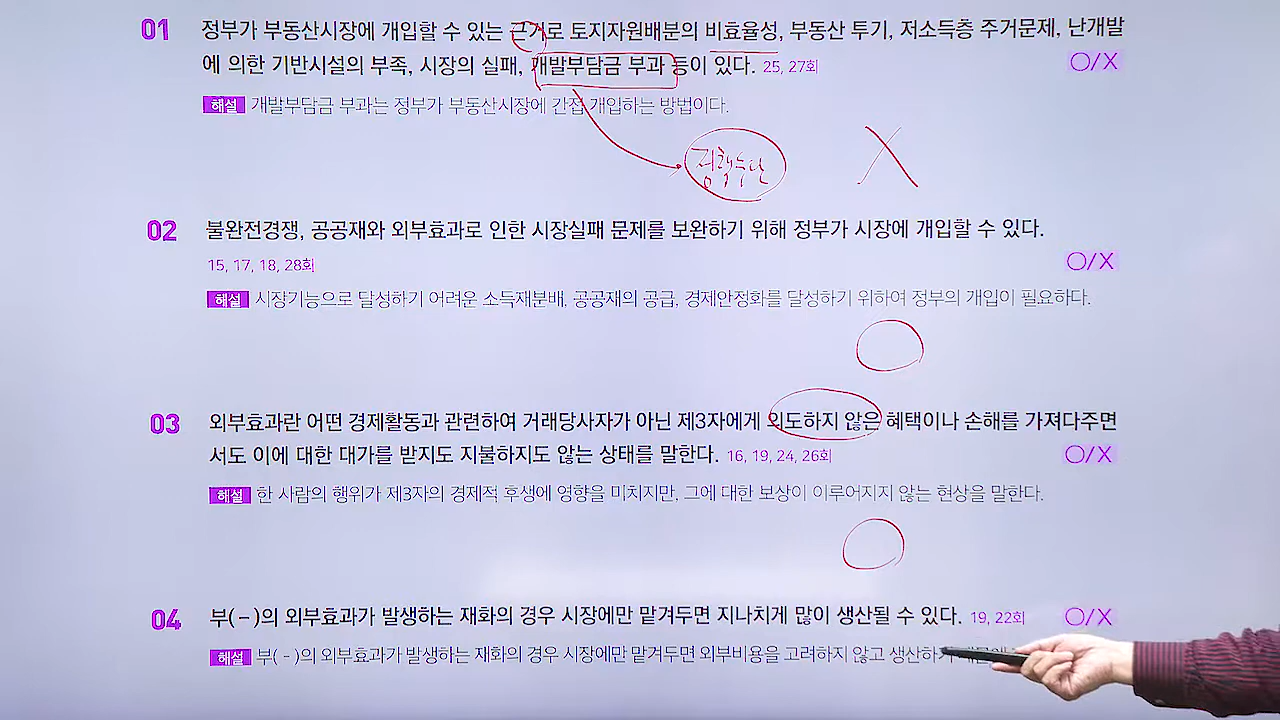 01 정부가 부동산시장에 개입할 수 있는 근거로 토지자원배분의 비효율성, 부동산 투기, 저소득층 주거문제, 난개발
에 의한 기반시설의 부족, 시장의 실패, 개발부담금 부과 등이 있다. 25, 27회 O/X
해설 개발부담금 부과는 정부가 부동산시장에 간접 개입하는 방법이다.
정책수단 X
02 불완전경쟁, 공공재와 외부효과로 인한 시장실패 문제를 보완하기 위해 정부가 시장에 개입할 수 있다.
15, 17, 18, 28회 O/X
해설 시장기능으로 달성하기 어려운 소득재분배, 공공재의 공급, 경제안정화를 달성하기 위하여 정부의 개입이 필요하다.
03 외부효과란 어떤 경제활동과 관련하여 거래당사자가 아닌 제3자에게 의도하지 않은 혜택이나 손해를 가져다주면
서도 이에 대한 대가를 받지도 지불하지도 않는 상태를 말한다. 16, 19, 24, 26회 O/X
해설 한 사람의 행위가 제3자의 경제적 후생에 영향을 미치지만, 그에 대한 보상이 이루어지지 않는 현상을 말한다.
04 부(-)의 외부효과가 발생하는 재화의 경우 시장에만 맡겨두면 지나치게 많이 생산될 수 있다. 19, 22회 O/X
해설 부(-)의 외부효과가 발생하는 재화의 경우 시장에만 맡겨두면 외부비용을 고려하지 않고